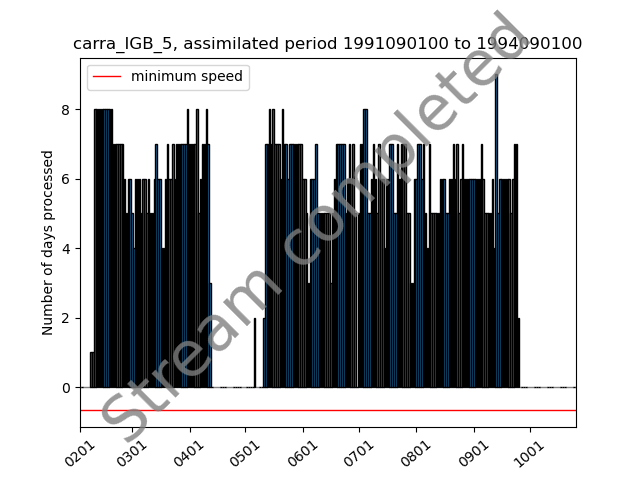 carra_IGB_5, assimilated period 1991090100 to 1994090100
minimum speed
Stream completed
Number of days processed
8
6
4
2
0
0201 0301 0401 0501 0601 0701 0801 0901 1001